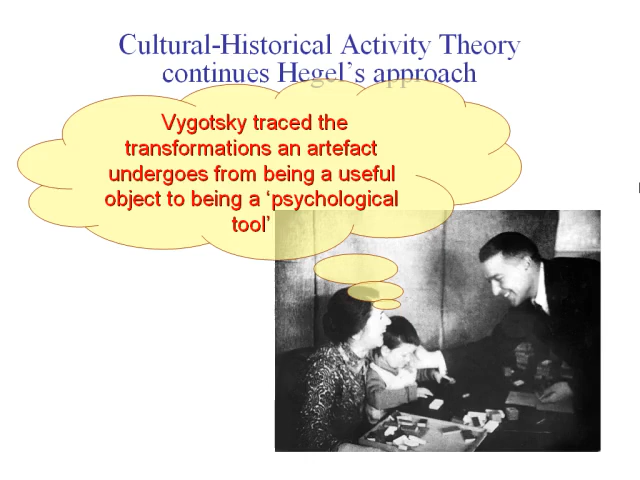 Cultural-Historical Activity Theory
continues Hegel’s approach
Vygotsky traced the
transformations an artefact
undergoes from being a useful
object to being a ‘psychological
tool’